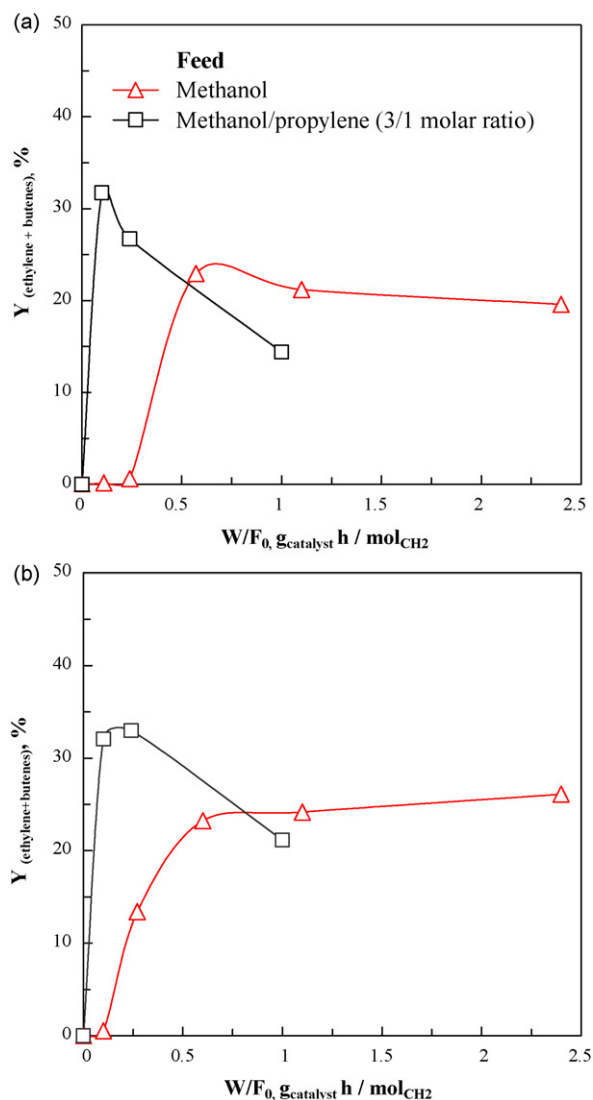 (a)
50
40
30
20
10
0
Y (ethylene + butenes), %
Feed
Methanol
Methanol/propylene (3/1 molar ratio)
0 0.5 1 1.5 2 2.5
W/F0, gcatalyst h / molCH2
(b)
50
40
30
20
10
0
Y (ethylene+butenes), %
0 0.5 1 1.5 2 2.5
W/F0, gcatalyst h / molCH2